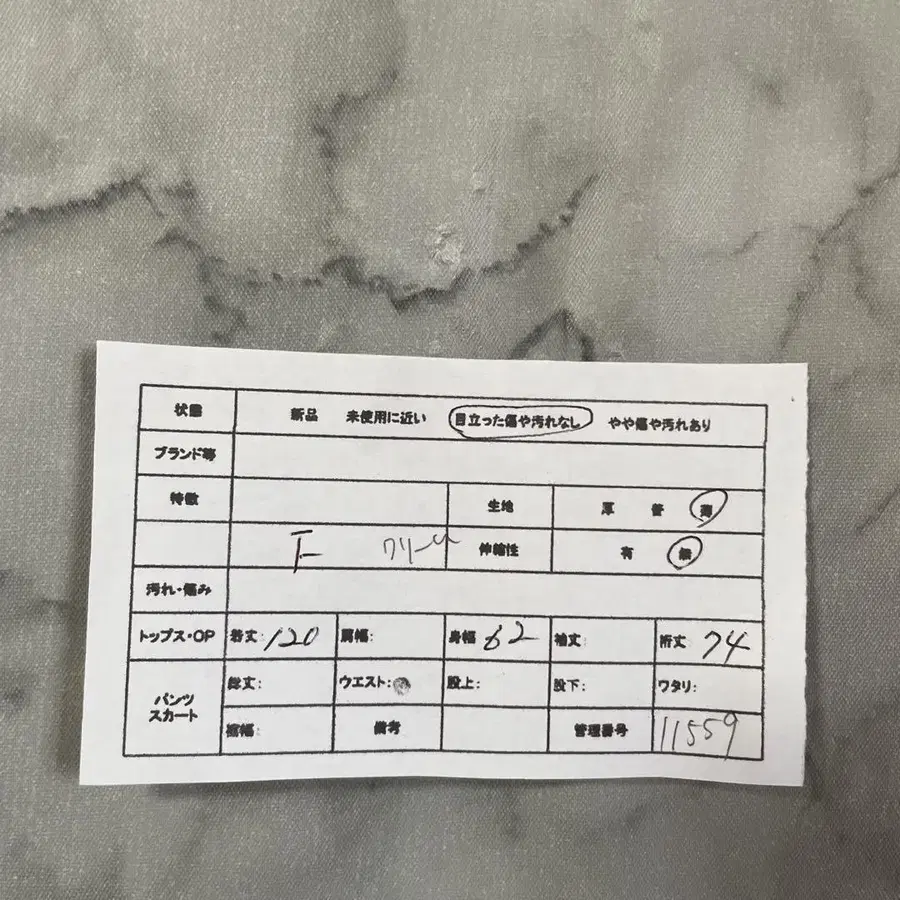 状態 新品 未使用に近い 目立った傷や汚れなし やや傷や汚れあり
ブランド等
特徴 生地 厚 普 薄
F クリーム 伸縮性 有 無
汚れ・傷み
トップス・OP 着丈:120 肩幅: 身幅 62 袖丈: 裄丈 74
パンツ スカート 総丈: ウエスト: 股上: 股下: ワタリ:
裾幅: 備考 管理番号 11559